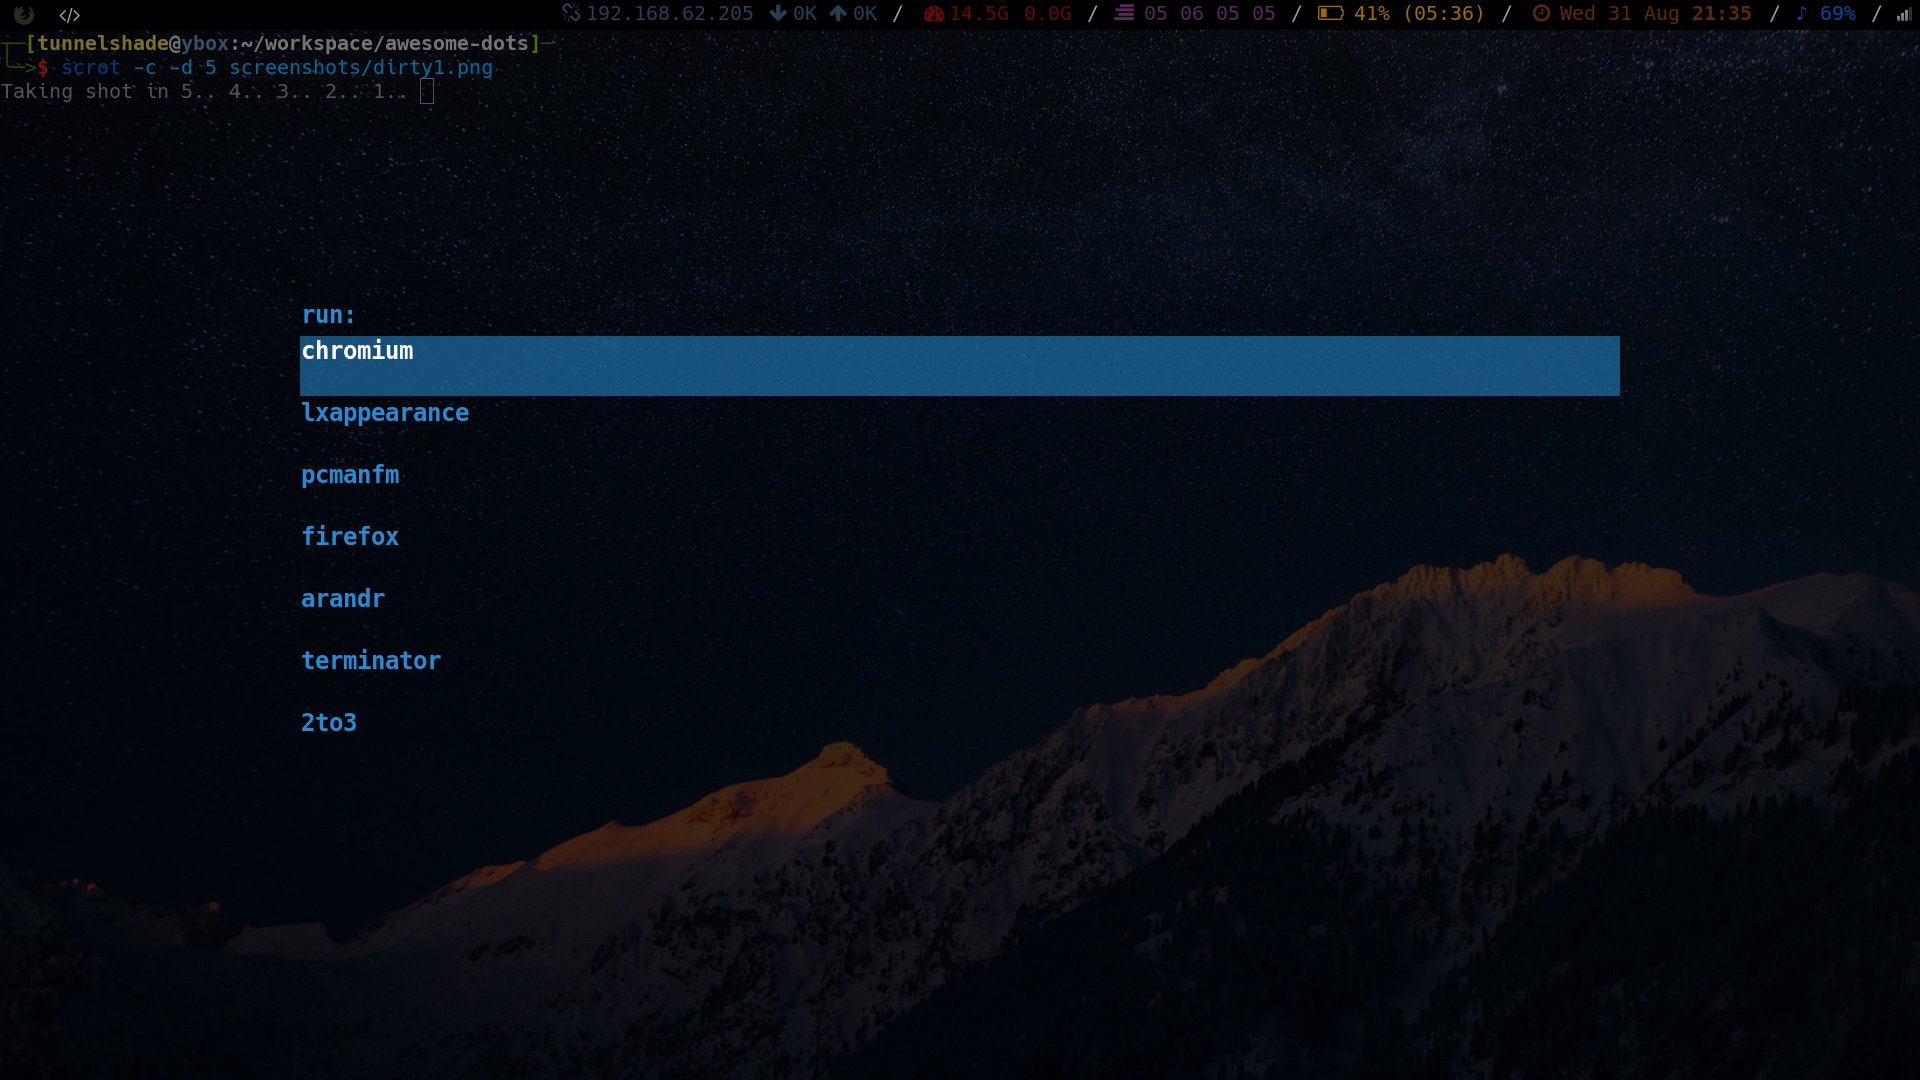 </> 192.168.62.205 0K 0K / 14.5G 0.0G / 05 06 05 05 / 41% (05:36) / Wed 31 Aug 21:35 / ♪ 69% /
[tunnelshade@ybox:~/workspace/awesome-dots]
$ scrot -c -d 5 screenshots/dirty1.png
Taking shot in 5.. 4.. 3.. 2.. 1..
run:
chromium
lxappearance
pcmanfm
firefox
arandr
terminator
2to3